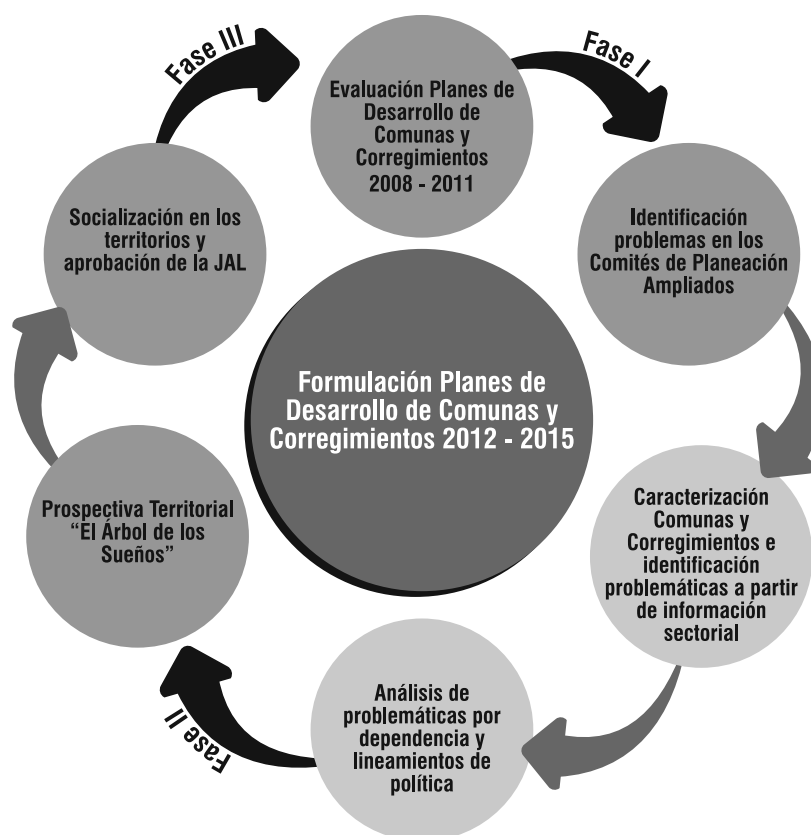 Fase III
Evaluación Planes de
Desarrollo de
Comunas y
Corregimientos
2008 - 2011
Fase I
Identificación
problemas en los
Comités de Planeación
Ampliados
Socialización en los
territorios y
aprobación de la JAL
Formulación Planes de
Desarrollo de Comunas y
Corregimientos 2012 - 2015
Caracterización
Comunas y
Corregimientos e
identificación
problemáticas a partir
de información
sectorial
Prospectiva Territorial
“El Árbol de los
Sueños”
Análisis de
problemáticas por
dependencia y
lineamientos de
política
Fase II